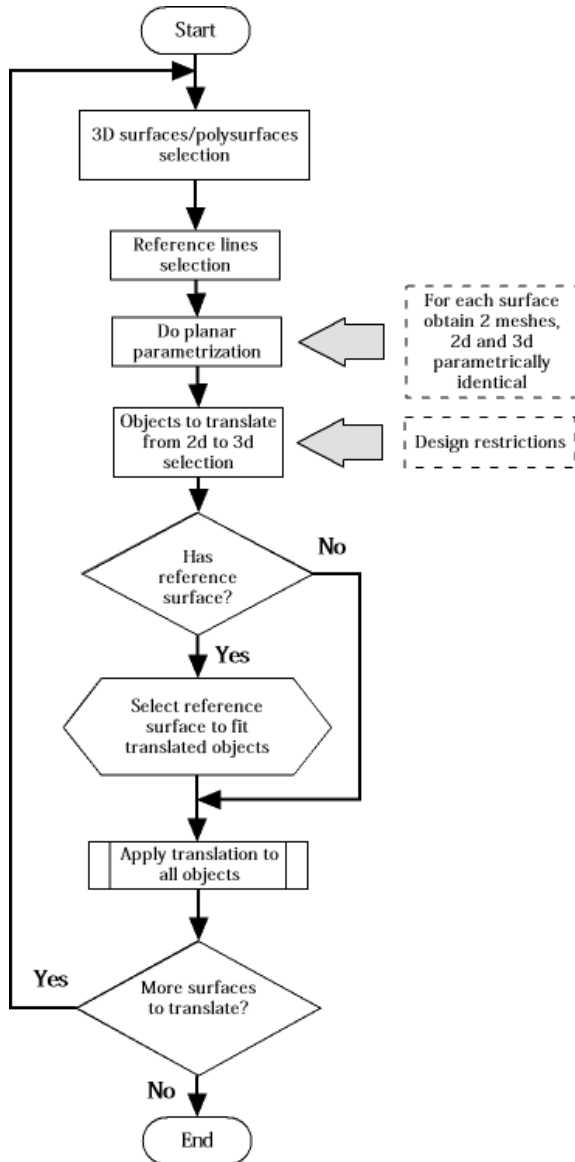 Start
3D surfaces/polysurfaces
selection
Reference lines
selection
Do planar
parametrization
For each surface
obtain 2 meshes,
2d and 3d
parametrically
identical
Objects to translate
from 2d to 3d
selection
Design restrictions
Has
reference
surface?
No
Yes
Select reference
surface to fit
translated objects
Apply translation to
all objects
More surfaces
to translate?
Yes
No
End